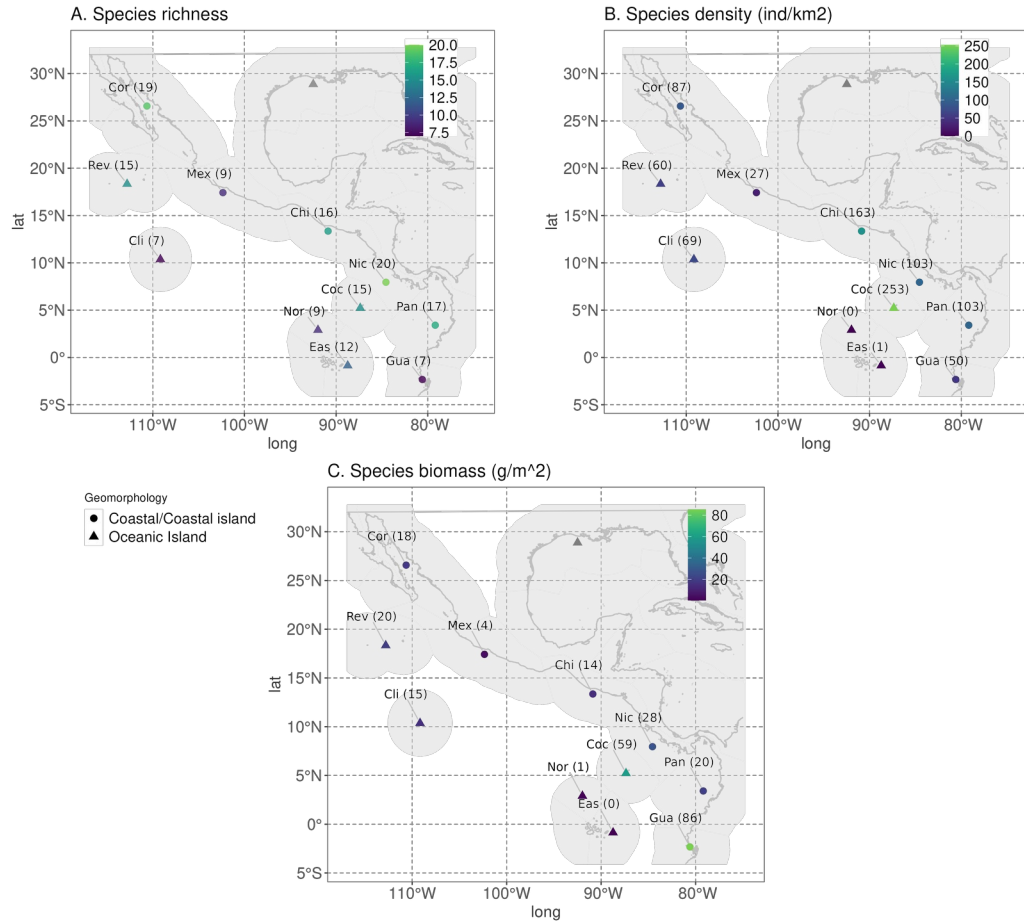 A. Species richness
B. Species density (ind/km2)
20.0
17.5
15.0
12.5
10.0
7.5
250
200
150
100
50
0
30°N
25°N
20°N
15°N
10°N
5°N
0°
5°S
lat
Cor (19)
Rev (15)
Mex (9)
Chi (16)
Cli (7)
Nic (20)
Coc (15)
Nor (9)
Pan (17)
Eas (12)
Gua (7)
110°W
100°W
90°W
80°W
long
30°N
25°N
20°N
15°N
10°N
5°N
0°
5°S
lat
Cor (87)
Rev (60)
Mex (27)
Chi (163)
Cli (69)
Nic (103)
Coc (253)
Nor (0)
Pan (103)
Eas (1)
Gua (50)
110°W
100°W
90°W
80°W
long
C. Species biomass (g/m^2)
Geomorphology
Coastal/Coastal island
Oceanic Island
80
60
40
20
30°N
25°N
20°N
15°N
10°N
5°N
0°
5°S
lat
Cor (18)
Rev (20)
Mex (4)
Chi (14)
Cli (15)
Nic (28)
Coc (59)
Pan (20)
Nor (1)
Eas (0)
Gua (86)
110°W
100°W
90°W
80°W
long